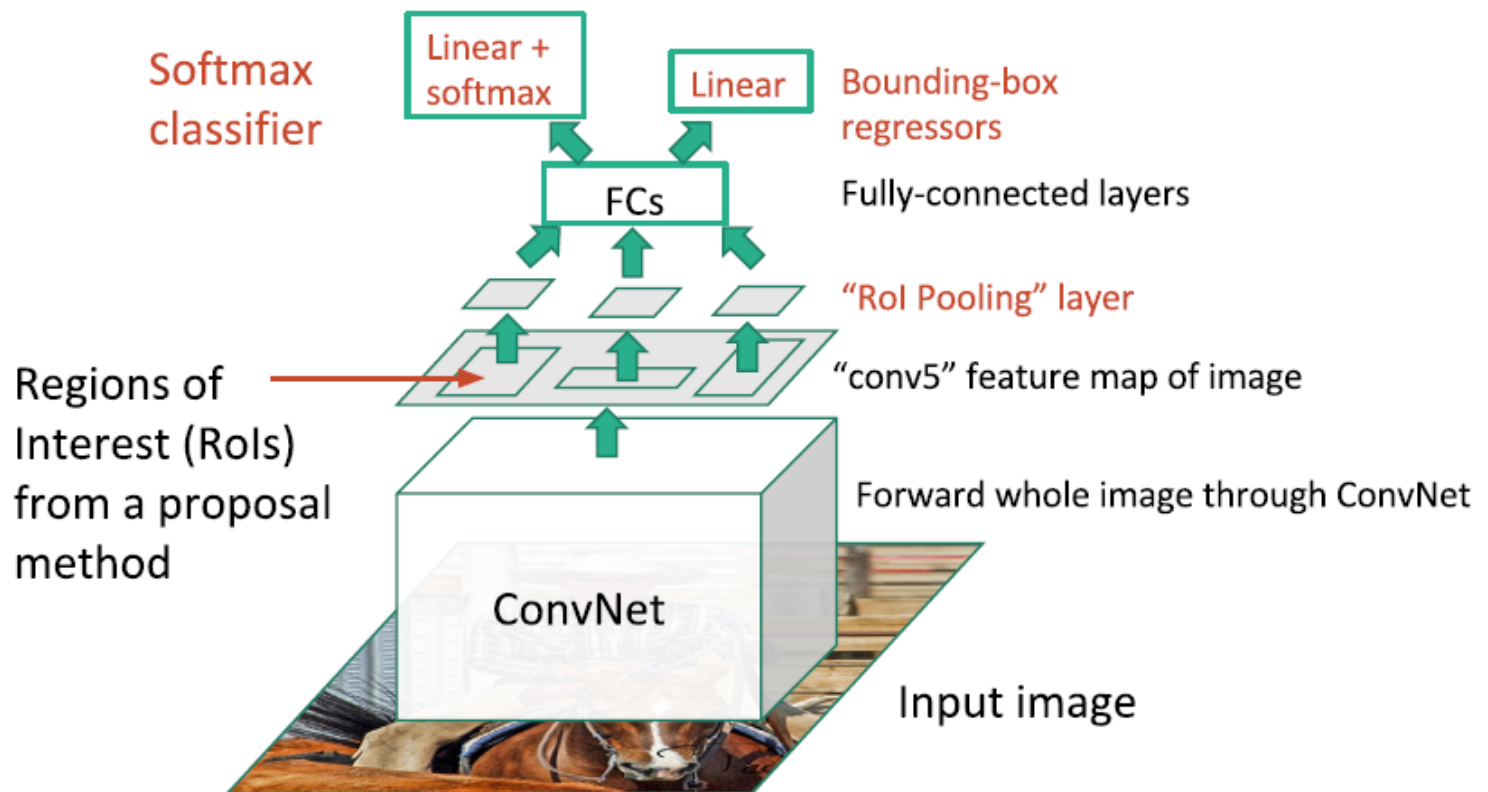 Softmax
classifier
Linear +
softmax
Linear
Bounding-box
regressors
FCs
Fully-connected layers
“RoI Pooling” layer
Regions of
Interest (RoIs)
from a proposal
method
“conv5” feature map of image
Forward whole image through ConvNet
ConvNet
Input image